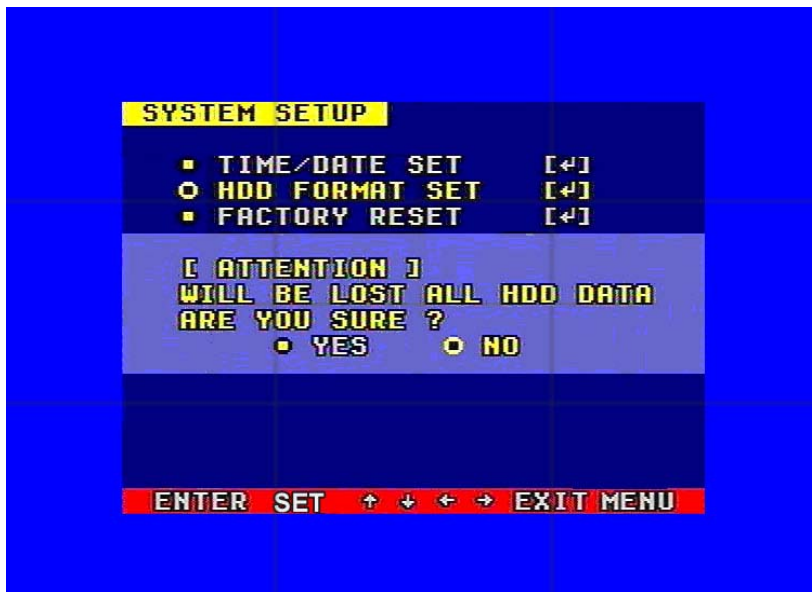 SYSTEM SETUP
TIME/DATE SET [↵]
HDD FORMAT SET [↵]
FACTORY RESET [↵]
[ ATTENTION ]
WILL BE LOST ALL HDD DATA
ARE YOU SURE ?
YES NO
ENTER SET ↑ ↓ ← → EXIT MENU